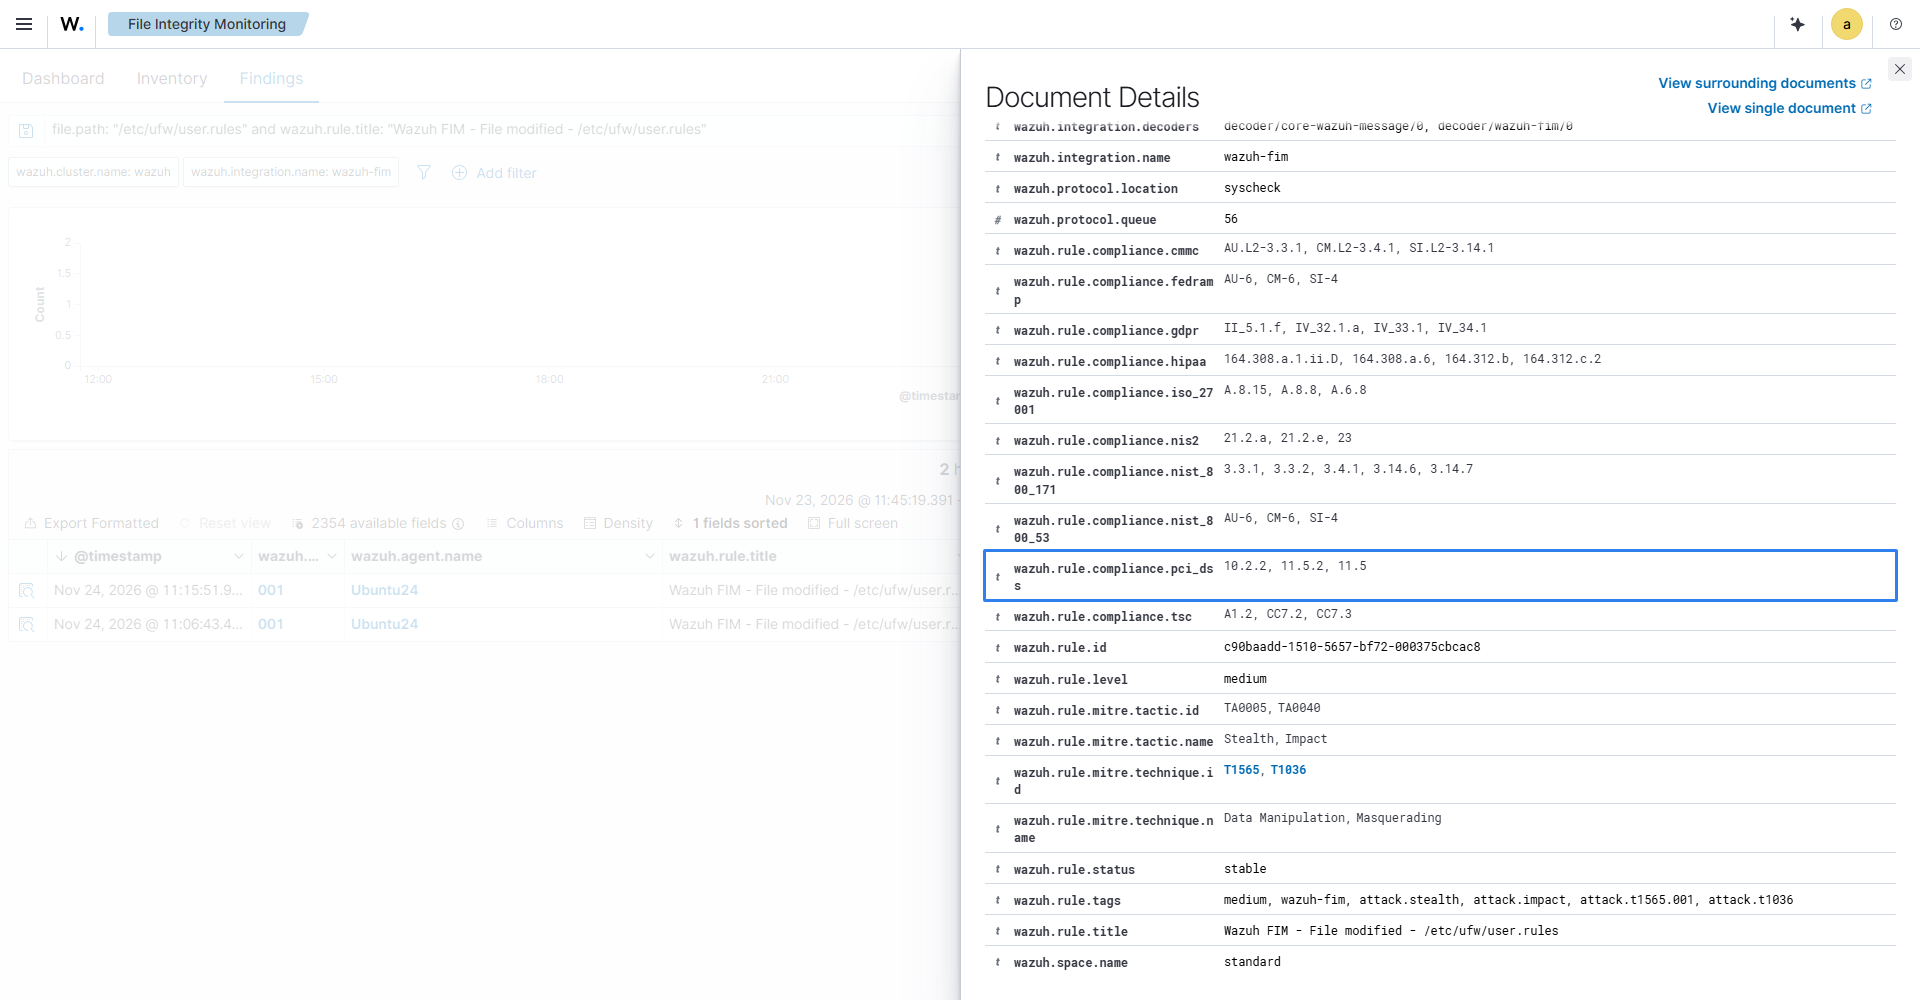 W.
File Integrity Monitoring
a
Dashboard
Inventory
Findings
file.path: "/etc/ufw/user.rules" and wazuh.rule.title: "Wazuh FIM - File modified - /etc/ufw/user.rules"
wazuh.cluster.name: wazuh
wazuh.integration.name: wazuh-fim
Add filter
2
1.5
1
0.5
0
Count
12:00
15:00
18:00
21:00
@timestar
2 h
Nov 23, 2026 @ 11:45:19.391 -
Export Formatted
Reset view
2354 available fields
Columns
Density
1 fields sorted
Full screen
@timestamp
wazuh....
wazuh.agent.name
wazuh.rule.title
Nov 24, 2026 @ 11:15:51.9...
001
Ubuntu24
Wazuh FIM - File modified - /etc/ufw/user.r...
Nov 24, 2026 @ 11:06:43.4...
001
Ubuntu24
Wazuh FIM - File modified - /etc/ufw/user.r...
Document Details
View surrounding documents
View single document
t wazuh.integration.decoders decoder/core-wazuh-message/0, decoder/wazuh-fim/0
t wazuh.integration.name wazuh-fim
t wazuh.protocol.location syscheck
# wazuh.protocol.queue 56
t wazuh.rule.compliance.cmmc AU.L2-3.3.1, CM.L2-3.4.1, SI.L2-3.14.1
t wazuh.rule.compliance.fedram
p
AU-6, CM-6, SI-4
t wazuh.rule.compliance.gdpr II_5.1.f, IV_32.1.a, IV_33.1, IV_34.1
t wazuh.rule.compliance.hipaa 164.308.a.1.ii.D, 164.308.a.6, 164.312.b, 164.312.c.2
t wazuh.rule.compliance.iso_27
001
A.8.15, A.8.8, A.6.8
t wazuh.rule.compliance.nis2 21.2.a, 21.2.e, 23
t wazuh.rule.compliance.nist_8
00_171
3.3.1, 3.3.2, 3.4.1, 3.14.6, 3.14.7
t wazuh.rule.compliance.nist_8
00_53
AU-6, CM-6, SI-4
t wazuh.rule.compliance.pci_ds
s
10.2.2, 11.5.2, 11.5
t wazuh.rule.compliance.tsc A1.2, CC7.2, CC7.3
t wazuh.rule.id c90baadd-1510-5657-bf72-000375cbcac8
t wazuh.rule.level medium
t wazuh.rule.mitre.tactic.id TA0005, TA0040
t wazuh.rule.mitre.tactic.name Stealth, Impact
t wazuh.rule.mitre.technique.i
d
T1565, T1036
t wazuh.rule.mitre.technique.n
ame
Data Manipulation, Masquerading
t wazuh.rule.status stable
t wazuh.rule.tags medium, wazuh-fim, attack.stealth, attack.impact, attack.t1565.001, attack.t1036
t wazuh.rule.title Wazuh FIM - File modified - /etc/ufw/user.rules
t wazuh.space.name standard